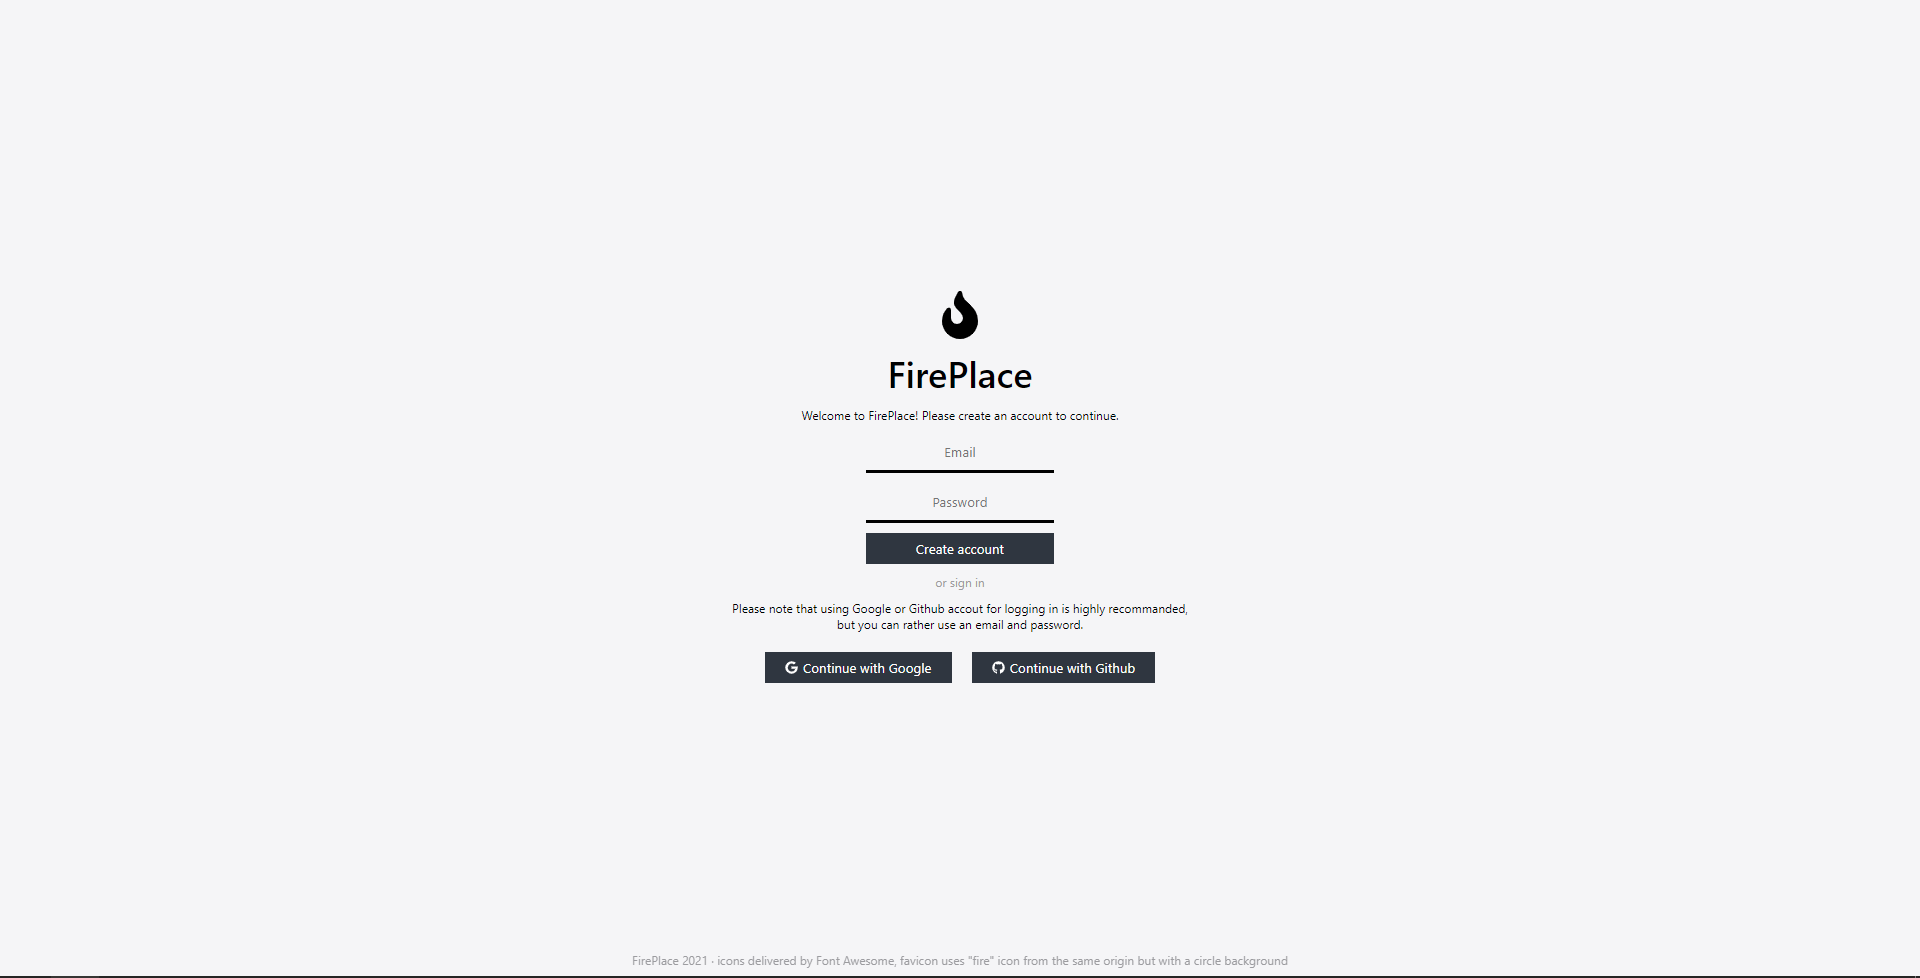 FirePlace
Welcome to FirePlace! Please create an account to continue.
Email
Password
Create account
or sign in
Please note that using Google or Github accout for logging in is highly recommanded,
but you can rather use an email and password.
Continue with Google
Continue with Github
FirePlace 2021 · icons delivered by Font Awesome, favicon uses "fire" icon from the same origin but with a circle background